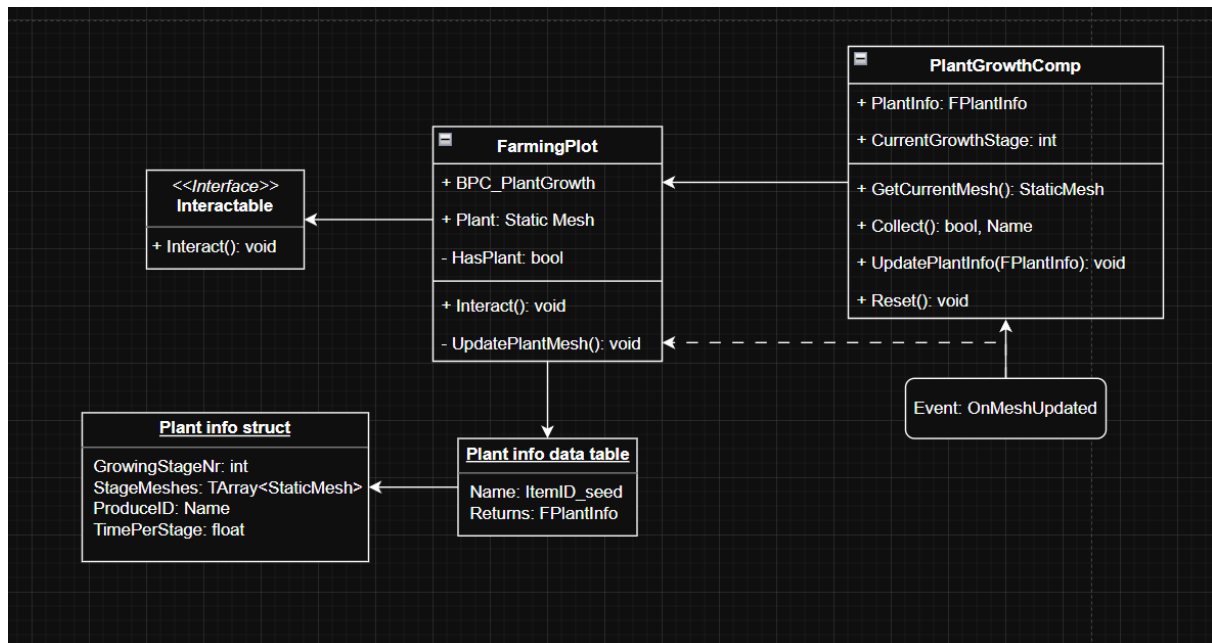 PlantGrowthComp
+ PlantInfo: FPlantInfo
+ CurrentGrowthStage: int
+ GetCurrentMesh(): StaticMesh
+ Collect(): bool, Name
+ UpdatePlantInfo(FPlantInfo): void
+ Reset(): void
FarmingPlot
+ BPC_PlantGrowth
+ Plant: Static Mesh
- HasPlant: bool
+ Interact(): void
- UpdatePlantMesh(): void
<<Interface>>
Interactable
+ Interact(): void
Event: OnMeshUpdated
Plant info struct
GrowingStageNr: int
StageMeshes: TArray<StaticMesh>
ProduceID: Name
TimePerStage: float
Plant info data table
Name: ItemID_seed
Returns: FPlantInfo